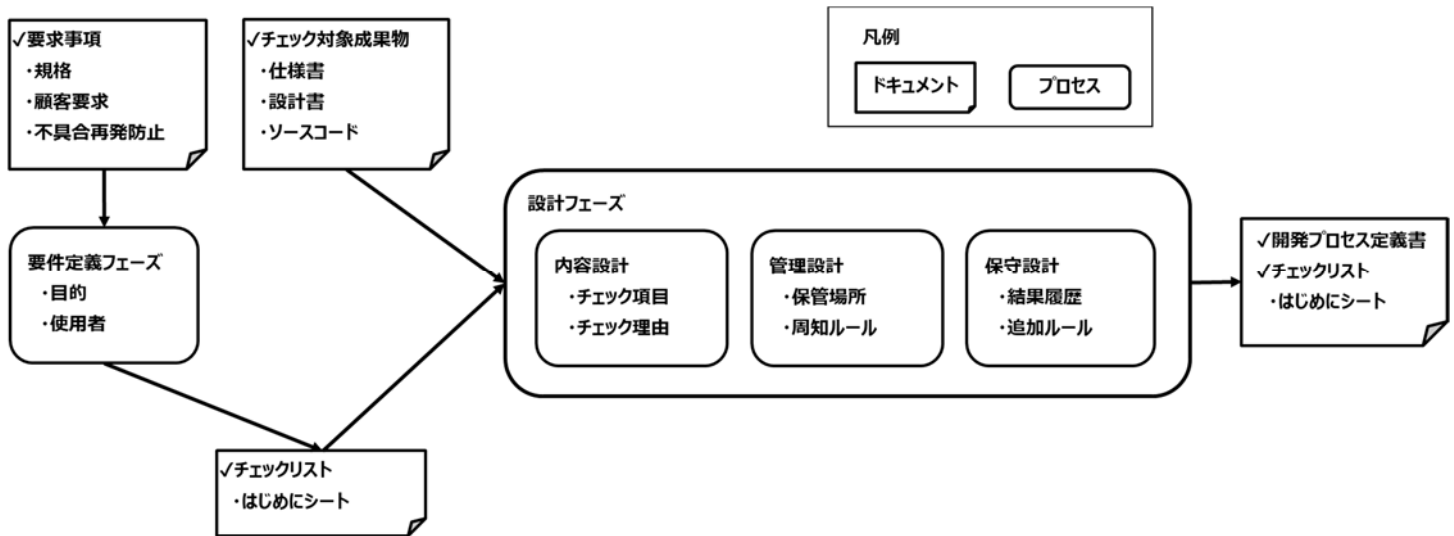 ✓要求事項
・規格
・顧客要求
・不具合再発防止
✓チェック対象成果物
・仕様書
・設計書
・ソースコード
凡例
ドキュメント
プロセス
要件定義フェーズ
・目的
・使用者
設計フェーズ
内容設計
・チェック項目
・チェック理由
管理設計
・保管場所
・周知ルール
保守設計
・結果履歴
・追加ルール
✓開発プロセス定義書
✓チェックリスト
・はじめにシート
✓チェックリスト
・はじめにシート